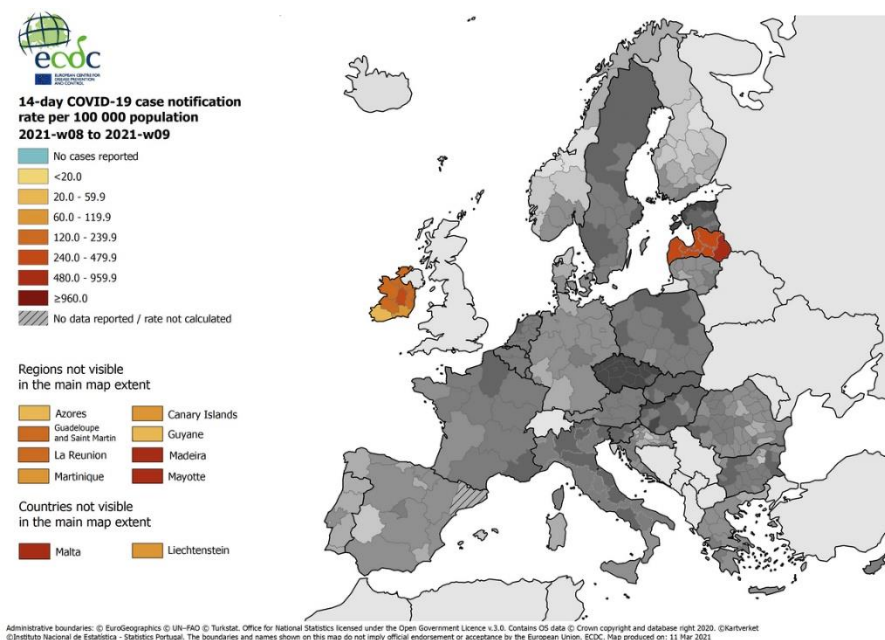 ecdc
EUROPEAN CENTRE FOR
DISEASE PREVENTION
AND CONTROL
14-day COVID-19 case notification
rate per 100 000 population
2021-w08 to 2021-w09
No cases reported
<20.0
20.0 - 59.9
60.0 - 119.9
120.0 - 239.9
240.0 - 479.9
480.0 - 959.9
≥960.0
No data reported / rate not calculated
Regions not visible
in the main map extent
Azores
Canary Islands
Guadeloupe
and Saint Martin
Guyane
La Reunion
Madeira
Martinique
Mayotte
Countries not visible
in the main map extent
Malta
Liechtenstein
Administrative boundaries: © EuroGeographics © UN–FAO © Turkstat. Office for National Statistics licensed under the Open Government Licence v.3.0. Contains OS data © Crown copyright and database right 2020. ©Kartverket
©Instituto Nacional de Estatística - Statistics Portugal. The boundaries and names shown on this map do not imply official endorsement or acceptance by the European Union. ECDC. Map produced on: 11 Mar 2021